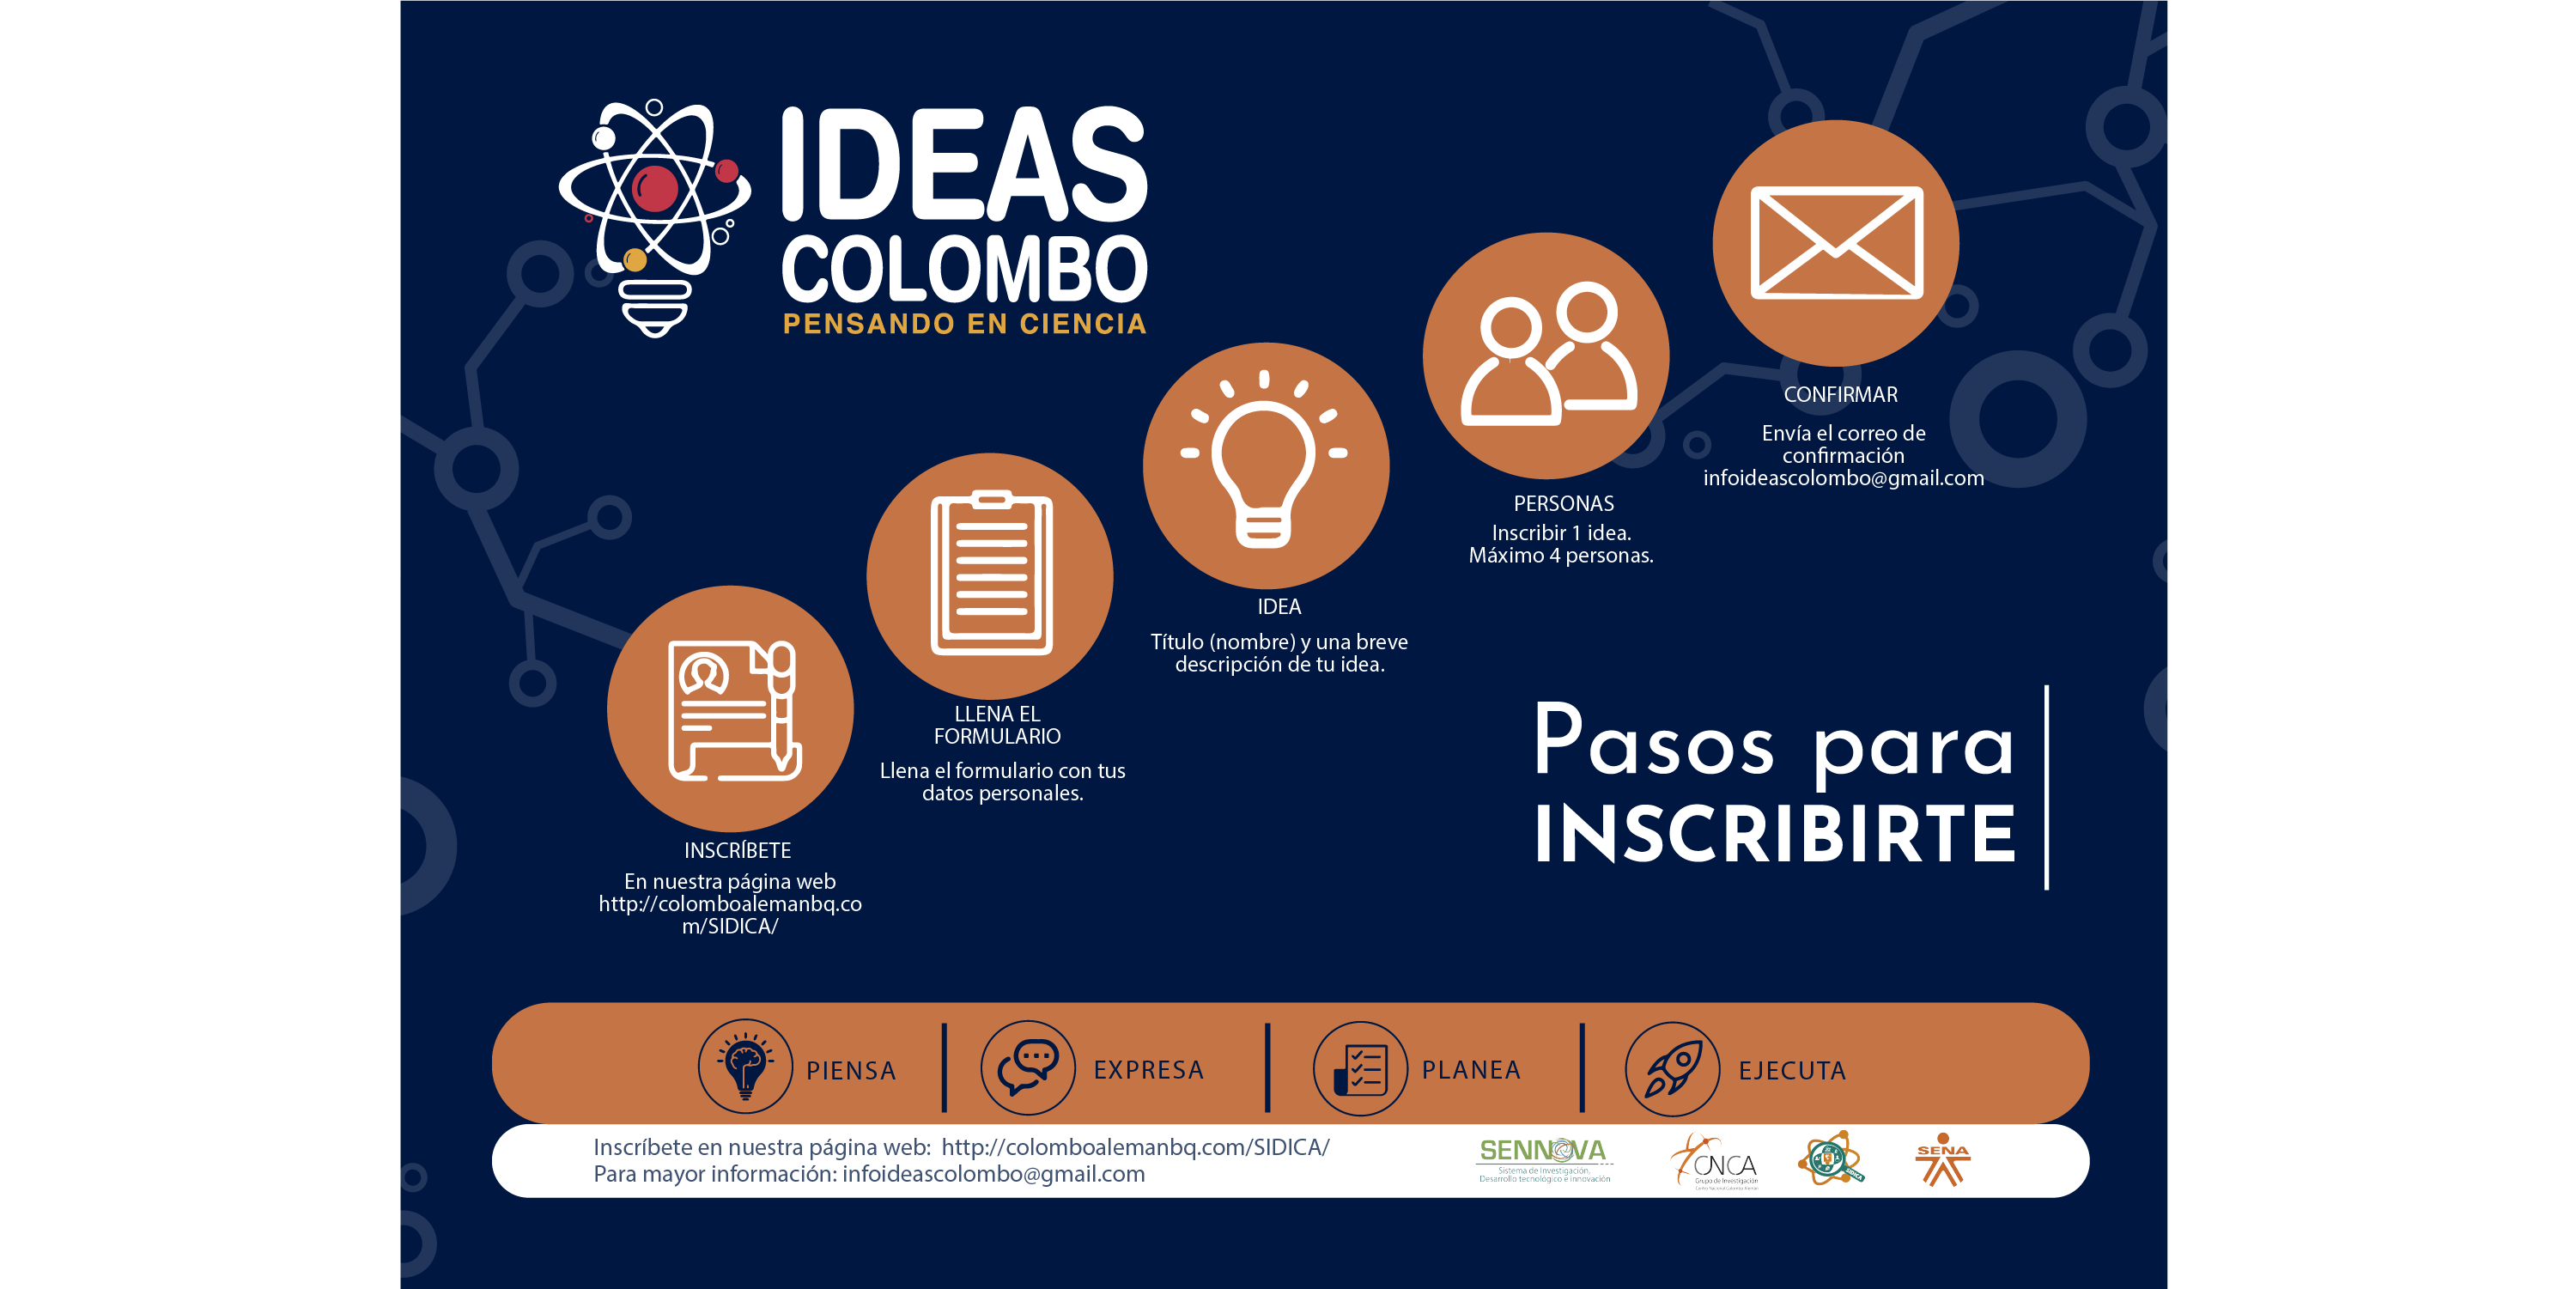 IDEAS
COLOMBO
PENSANDO EN CIENCIA
INSCRÍBETE
En nuestra página web
http://colomboalemanbq.co
m/SIDICA/
LLENA EL
FORMULARIO
Llena el formulario con tus
datos personales.
IDEA
Título (nombre) y una breve
descripción de tu idea.
PERSONAS
Inscribir 1 idea.
Máximo 4 personas.
CONFIRMAR
Envía el correo de
confirmación
infoideascolombo@gmail.com
Pasos para
INSCRIBIRTE
PIENSA
EXPRESA
PLANEA
EJECUTA
Inscríbete en nuestra página web: http://colomboalemanbq.com/SIDICA/
Para mayor información: infoideascolombo@gmail.com
SENNOVA
Sistema de Investigación,
Desarrollo tecnológico e innovación
CNCA
Grupo de Investigación
SENA